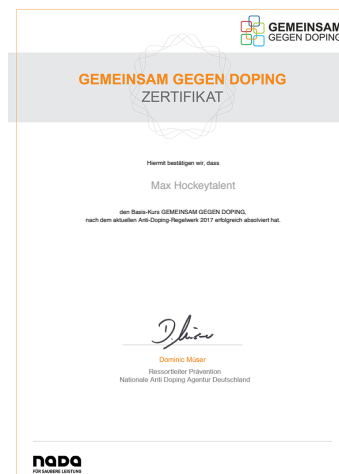 GEMEINSAM
GEGEN DOPING
GEMEINSAM GEGEN DOPING
ZERTIFIKAT
Hiermit bestätigen wir, dass
Max Hockeytalent
den Basis-Kurs GEMEINSAM GEGEN DOPING,
nach dem aktuellen Anti-Doping-Regelwerk 2017 erfolgreich absolviert hat.
D. Müser
Dominic Müser
Ressortleiter Prävention
Nationale Anti Doping Agentur Deutschland
naDa
FÜR SAUBERE LEISTUNG